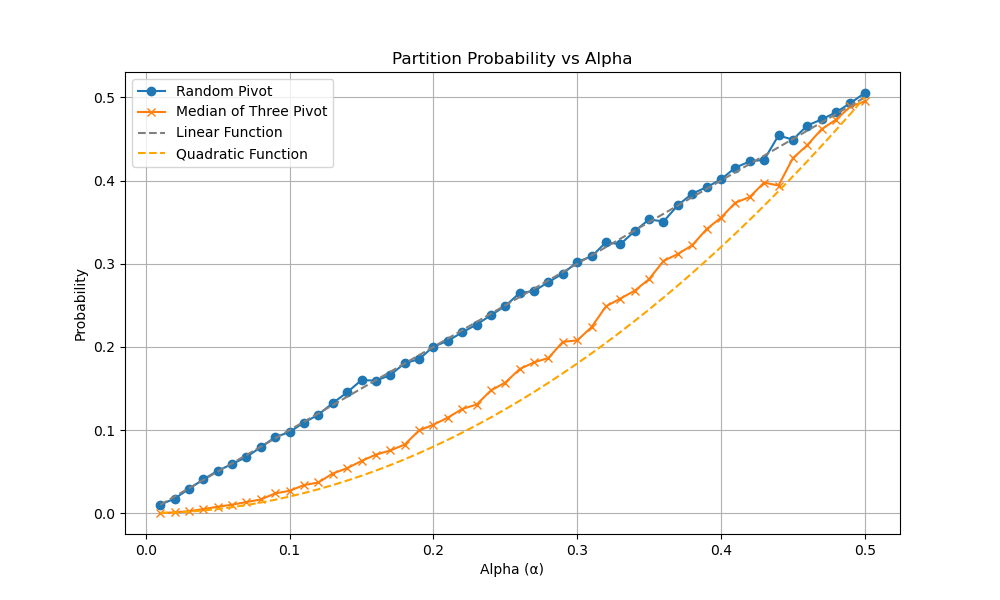 Partition Probability vs Alpha
Random Pivot
Median of Three Pivot
Linear Function
Quadratic Function
Probability
0.5
0.4
0.3
0.2
0.1
0.0
0.0 0.1 0.2 0.3 0.4 0.5
Alpha (α)